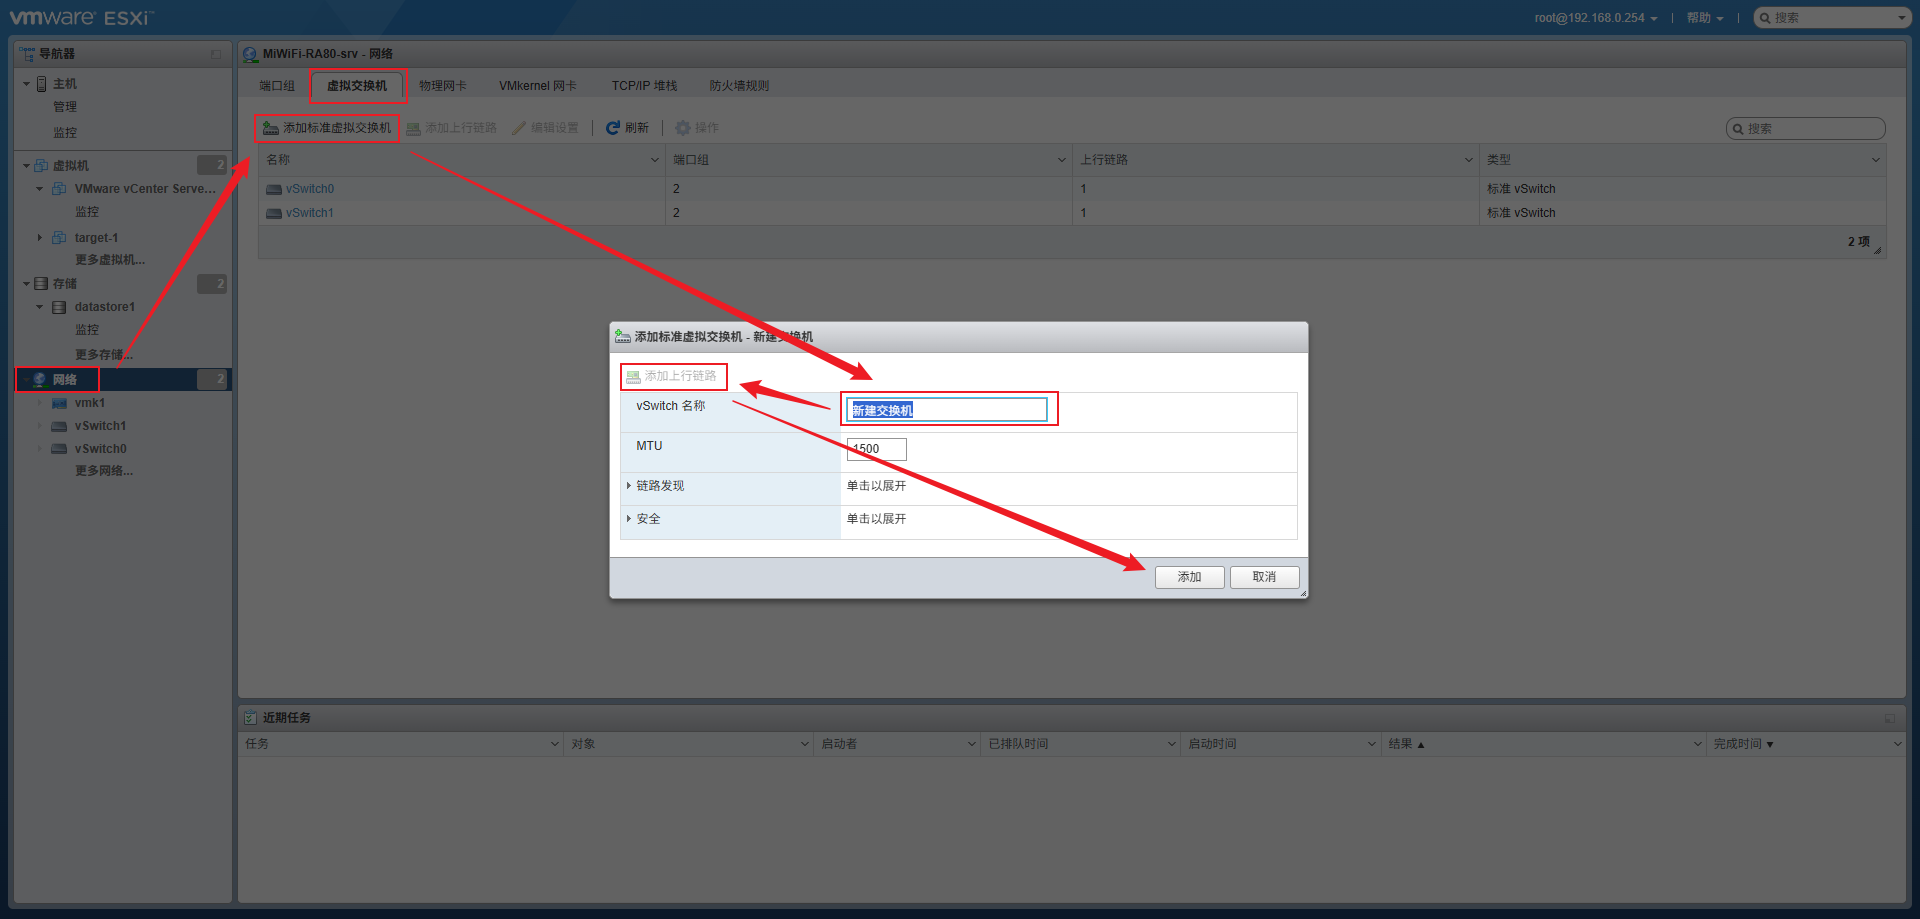 vmware ESXi
root@192.168.0.254
帮助
搜索
导航器
主机
管理
监控
虚拟机
2
VMware vCenter Serve...
监控
target-1
更多虚拟机...
存储
2
datastore1
监控
更多存储...
网络
2
vmk1
vSwitch1
vSwitch0
更多网络...
MiWiFi-RA80-srv - 网络
端口组
虚拟交换机
物理网卡
VMkernel 网卡
TCP/IP 堆栈
防火墙规则
添加标准虚拟交换机
添加上行链路
编辑设置
刷新
操作
搜索
名称
端口组
上行链路
类型
vSwitch0
2
1
标准 vSwitch
vSwitch1
2
1
标准 vSwitch
2 项
添加标准虚拟交换机 - 新建交换机
添加上行链路
vSwitch 名称
新建交换机
MTU
1500
链路发现
单击以展开
安全
单击以展开
添加
取消
近期任务
任务
对象
启动者
已排队时间
启动时间
结果 ▲
完成时间 ▼